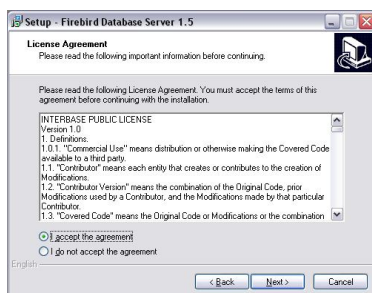 Setup - Firebird Database Server 1.5
License Agreement
Please read the following important information before continuing.
Please read the following License Agreement. You must accept the terms of this
agreement before continuing with the installation.
INTERBASE PUBLIC LICENSE
Version 1.0
1. Definitions.
1.0.1. "Commercial Use" means distribution or otherwise making the Covered Code
available to a third party.
1.1. "Contributor" means each entity that creates or contributes to the creation of
Modifications.
1.2. "Contributor Version" means the combination of the Original Code, prior
Modifications used by a Contributor, and the Modifications made by that particular
Contributor.
1.3. "Covered Code" means the Original Code or Modifications or the combination
I accept the agreement
I do not accept the agreement
English
< Back
Next >
Cancel